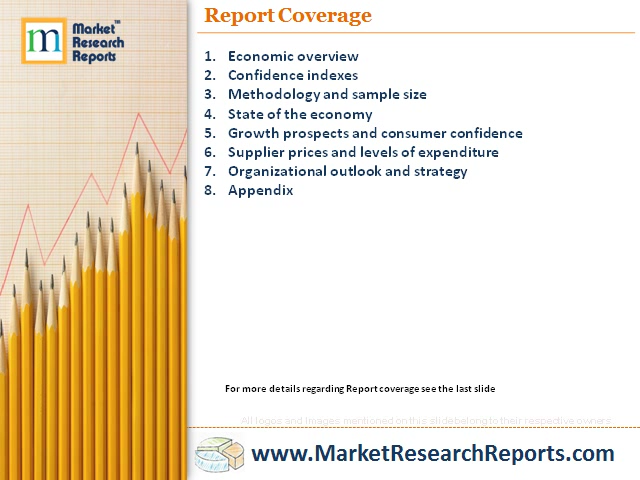 Report Coverage
m
Market™
Research
Reports
1. Economic overview
2. Confidence indexes
3. Methodology and sample size
4. State of the economy
5. Growth prospects and consumer confidence
6. Supplier prices and levels of expenditure
7. Organizational outlook and strategy
8. Appendix
For more details regarding Report coverage see the last slide
All logos and Images mentioned on this slide belong to their respective owners.
www.MarketResearchReports.com